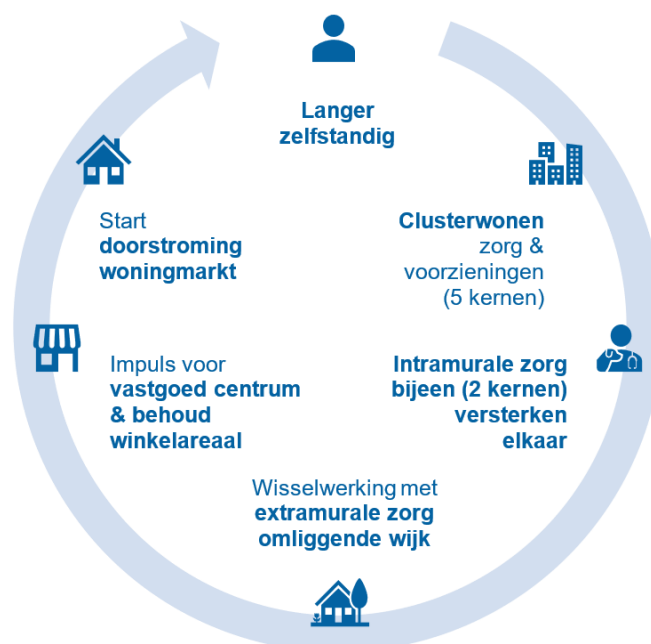 Langer
zelfstandig
Clusterwonen
zorg &
voorzieningen
(5 kernen)
Intramurale zorg
bijeen (2 kernen)
versterken
elkaar
Wisselwerking met
extramurale zorg
omliggende wijk
Impuls voor
vastgoed centrum
& behoud
winkelareaal
Start
doorstroming
woningmarkt